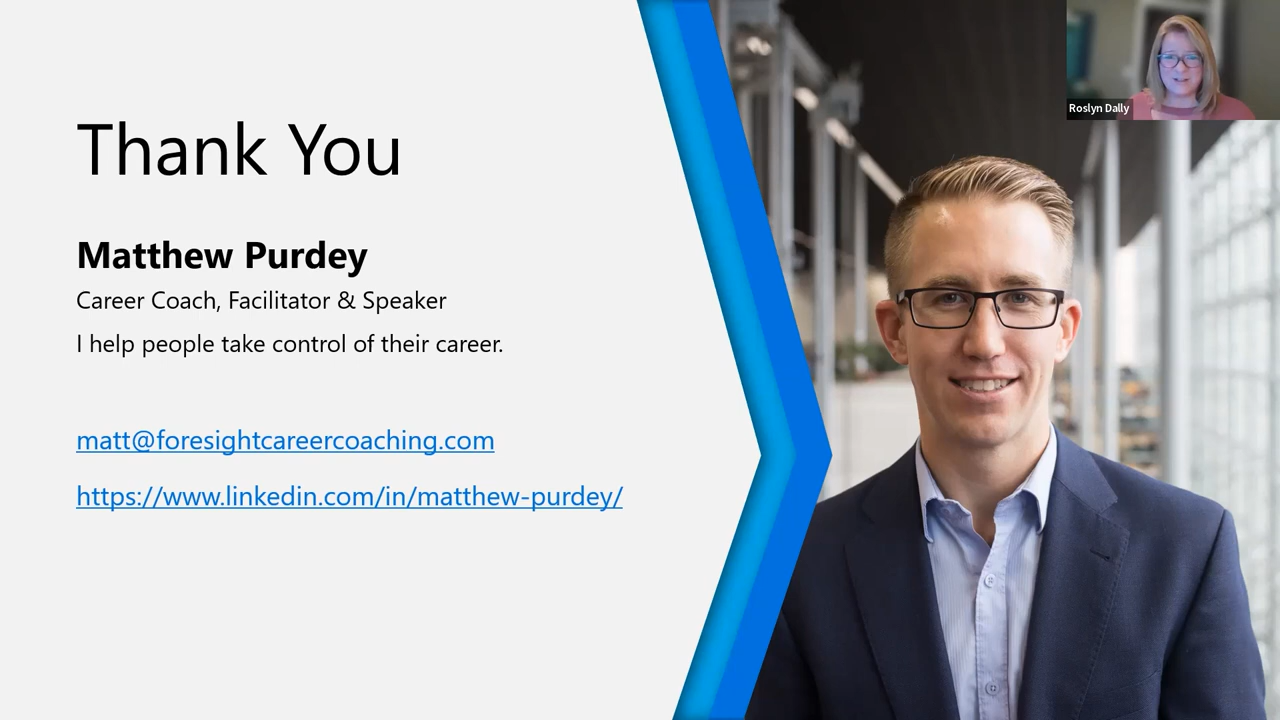 Thank You
Matthew Purdey
Career Coach, Facilitator & Speaker
I help people take control of their career.
matt@foresightcareercoaching.com
https://www.linkedin.com/in/matthew-purdey/
Roslyn Dally